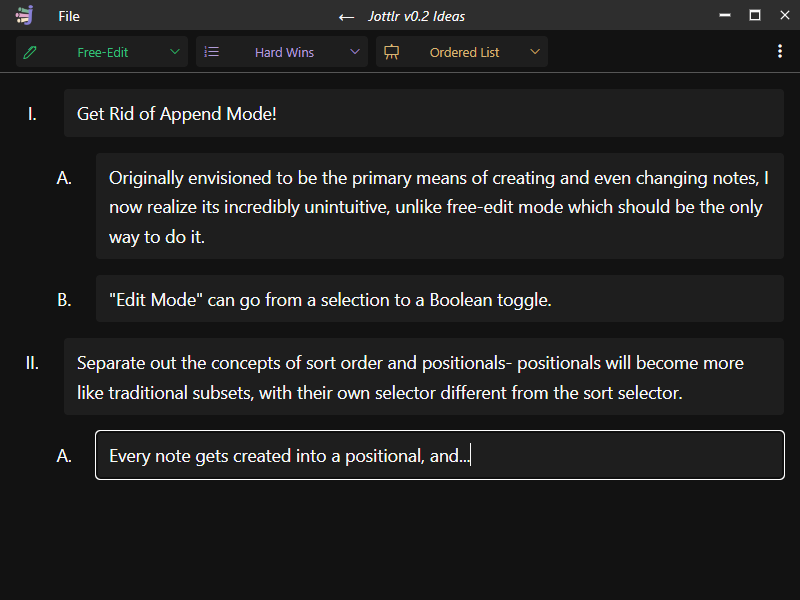 File
← Jottlr v0.2 Ideas
Free-Edit
Hard Wins
Ordered List
I. Get Rid of Append Mode!
A. Originally envisioned to be the primary means of creating and even changing notes, I
now realize its incredibly unintuitive, unlike free-edit mode which should be the only
way to do it.
B. "Edit Mode" can go from a selection to a Boolean toggle.
II. Separate out the concepts of sort order and positionals- positionals will become more
like traditional subsets, with their own selector different from the sort selector.
A. Every note gets created into a positional, and...